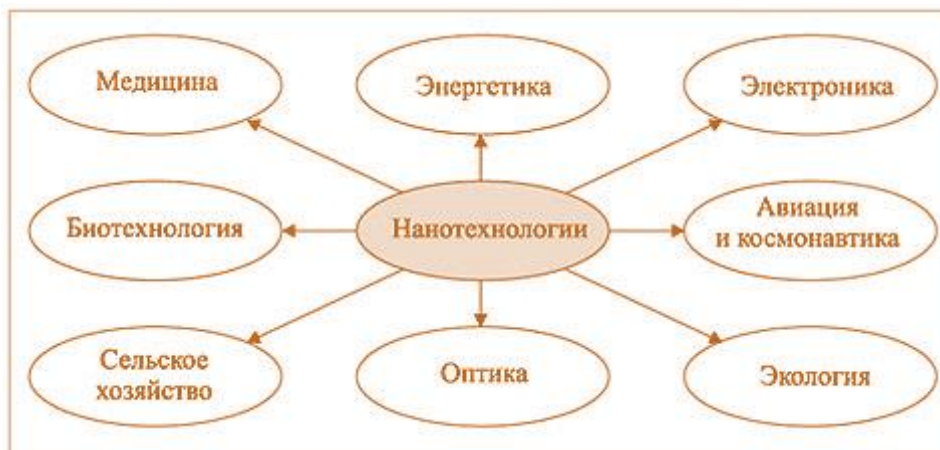 Медицина
Энергетика
Электроника
Биотехнология
Нанотехнологии
Авиация
и космонавтика
Сельское
хозяйство
Оптика
Экология